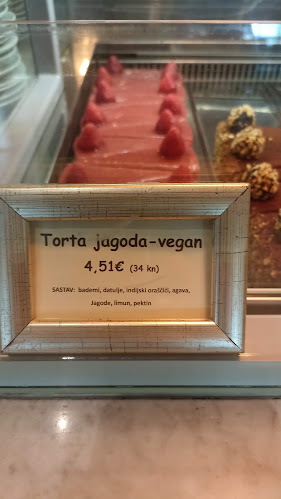 Torta jagoda-vegan
4,51€ (34 kn)
SASTAV: bademi, datulje, indijski oraščići, agava,
Jagode, limun, pektin